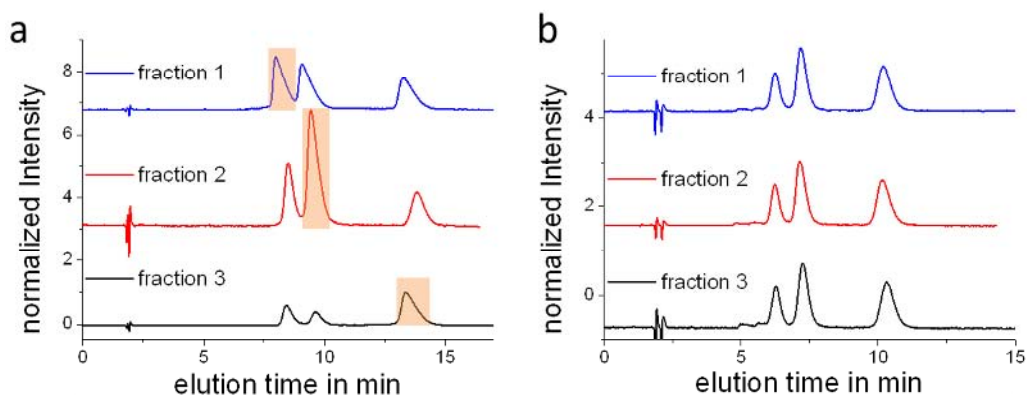 a
normalized Intensity
8
6
4
2
0
fraction 1
fraction 2
fraction 3
0 5 10 15
elution time in min
b
normalized Intensity
4
2
0
fraction 1
fraction 2
fraction 3
0 5 10 15
elution time in min